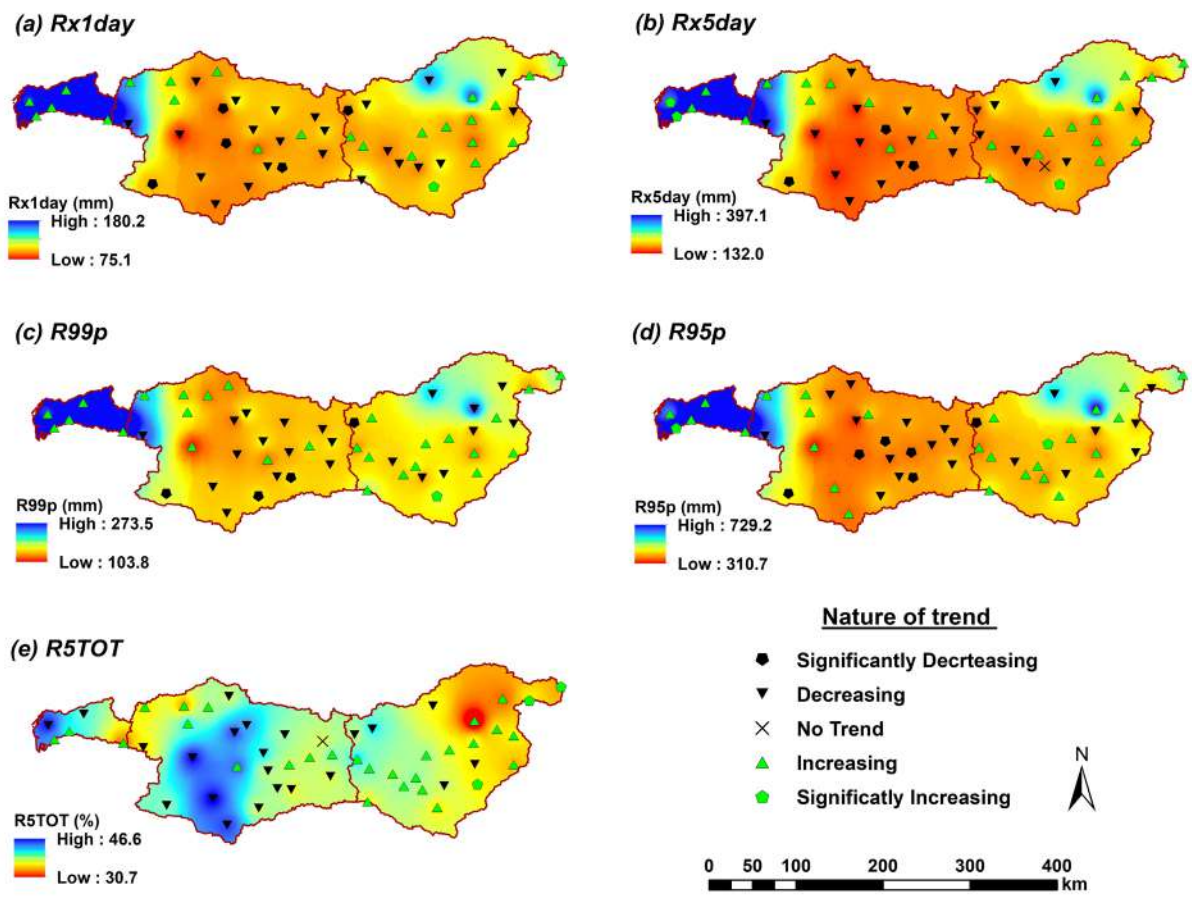 (a) Rx1day
(b) Rx5day
Rx1day (mm)
High : 180.2
Low : 75.1
Rx5day (mm)
High : 397.1
Low : 132.0
(c) R99p
(d) R95p
R99p (mm)
High : 273.5
Low : 103.8
R95p (mm)
High : 729.2
Low : 310.7
(e) R5TOT
R5TOT (%)
High : 46.6
Low : 30.7
Nature of trend
Significantly Decrteasing
Decreasing
No Trend
Increasing
Significatly Increasing
N
0 50 100 200 300 400
km